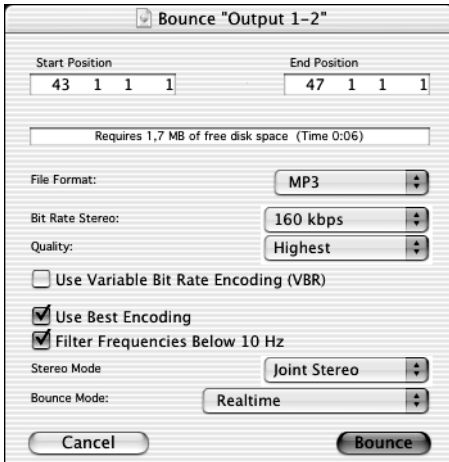 Bounce "Output 1-2"
Start Position End Position
43 1 1 1 47 1 1 1
Requires 1,7 MB of free disk space (Time 0:06)
File Format: MP3
Bit Rate Stereo: 160 kbps
Quality: Highest
Use Variable Bit Rate Encoding (VBR)
Use Best Encoding
Filter Frequencies Below 10 Hz
Stereo Mode Joint Stereo
Bounce Mode: Realtime
Cancel Bounce